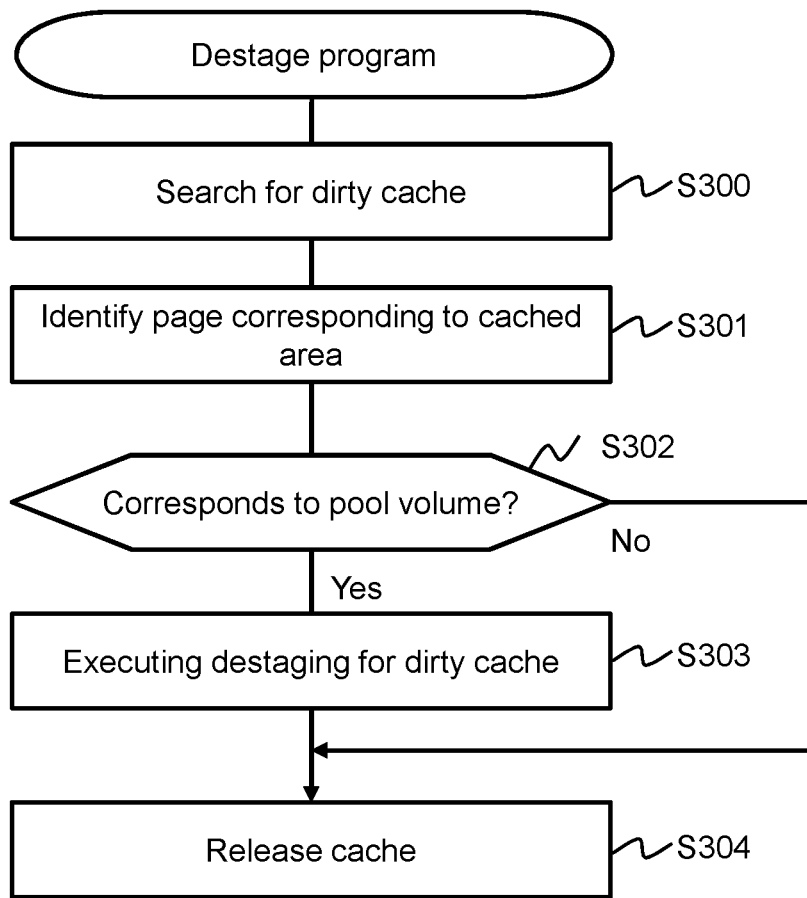 Destage program
Search for dirty cache
S300
Identify page corresponding to cached
area
S301
S302
Corresponds to pool volume?
No
Yes
Executing destaging for dirty cache
S303
Release cache
S304